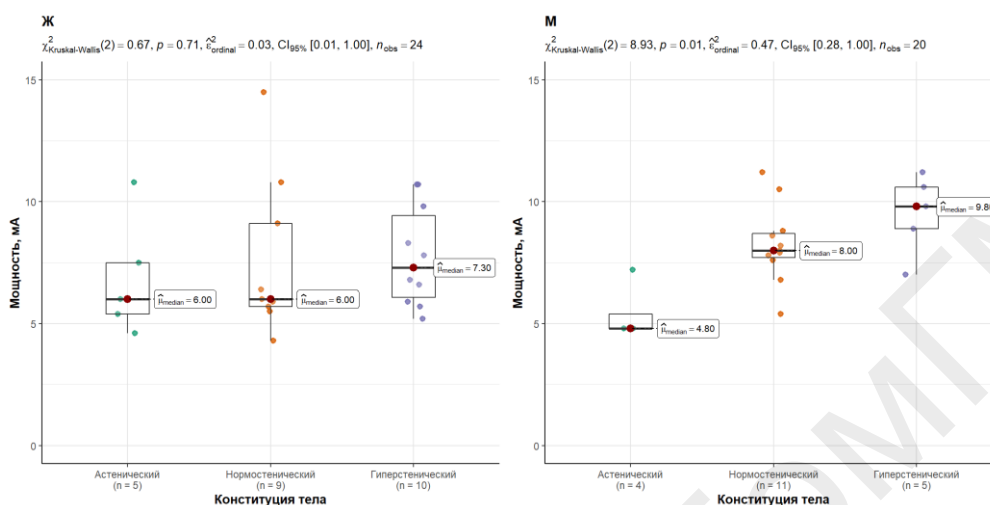 Ж
χ²Kruskal-Wallis(2) = 0.67, p = 0.71, ε̂²ordinal = 0.03, CI95% [0.01, 1.00], nobs = 24
Мощность, мА
15
10
5
0
μ̂median = 6.00
μ̂median = 6.00
μ̂median = 7.30
Астенический
(n = 5)
Нормостенический
(n = 9)
Гиперстенический
(n = 10)
Конституция тела
М
χ²Kruskal-Wallis(2) = 8.93, p = 0.01, ε̂²ordinal = 0.47, CI95% [0.28, 1.00], nobs = 20
Мощность, мА
15
10
5
0
μ̂median = 4.80
μ̂median = 8.00
μ̂median = 9.80
Астенический
(n = 4)
Нормостенический
(n = 11)
Гиперстенический
(n = 5)
Конституция тела